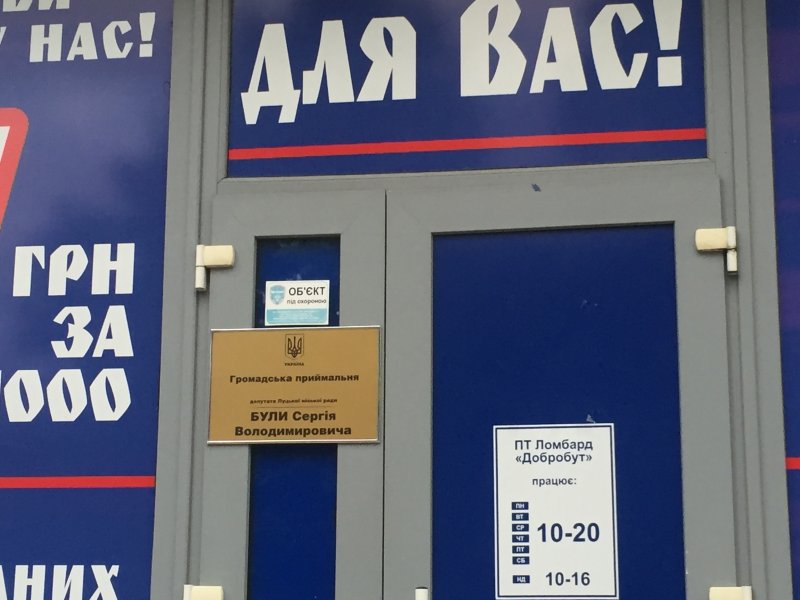 НАС!
ДЛЯ ВАС!
ГРН
ЗА
ОБ'ЄКТ
під охороною
УКРАЇНА
Громадська приймальня
депутата Луцької міської ради
БУЛИ Сергія
Володимировича
ПТ Ломбард
«Добробут»
працює:
ПН
ВТ
СР
ЧТ
ПТ
СБ
10-20
НД 10-16